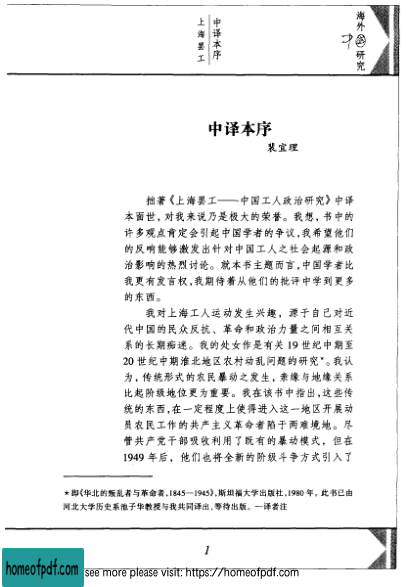 海外中国研究
中译本序
上海罢工
中译本序
裴宜理
拙著《上海罢工——中国工人政治研究》中译
本面世，对我来说乃是极大的荣誉。我想，书中的
许多观点肯定会引起中国学者的争议，我希望他们
的反响能够激发出针对中国工人之社会起源和政
治影响的热烈讨论。就本书主题而言，中国学者比
我更有发言权，我期待着从他们的批评中学到更多
的东西。
我对上海工人运动发生兴趣，源于自己对近
代中国的民众反抗、革命和政治力量之间相互关
系的长期痴迷。我的处女作是有关19世纪中期至
20世纪中期淮北地区农村动乱问题的研究*。我认
为，传统形式的农民暴动之发生，亲缘与地缘关系
比起阶级地位更为重要。我在该书中指出，这些传
统的东西，在一定程度上使得进入这一地区开展动
员农民工作的共产主义革命者陷于两难境地。尽
管共产党干部吸收利用了既有的暴动模式，但在
1949年后，他们也将全新的阶级斗争方式引入了
*即《华北的叛乱者与革命者，1845—1945》，斯坦福大学出版社，1980年。此书已由
河北大学历史系池子华教授与我共同译出，等待出版。—译者注
1
homeofpdf.com
see more please visit: https://homeofpdf.com
homeofpdf.com